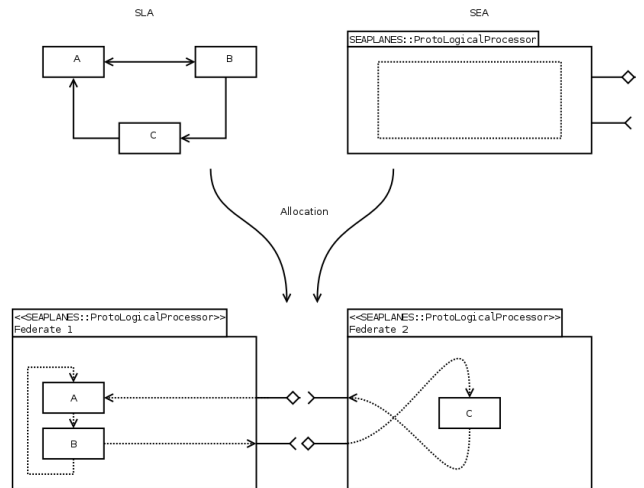 SLA
SEA
SEAPLANES::ProtoLogicalProcessor
A
B
C
Allocation
<<SEAPLANES::ProtoLogicalProcessor>>
Federate 1
<<SEAPLANES::ProtoLogicalProcessor>>
Federate 2
A
B
C